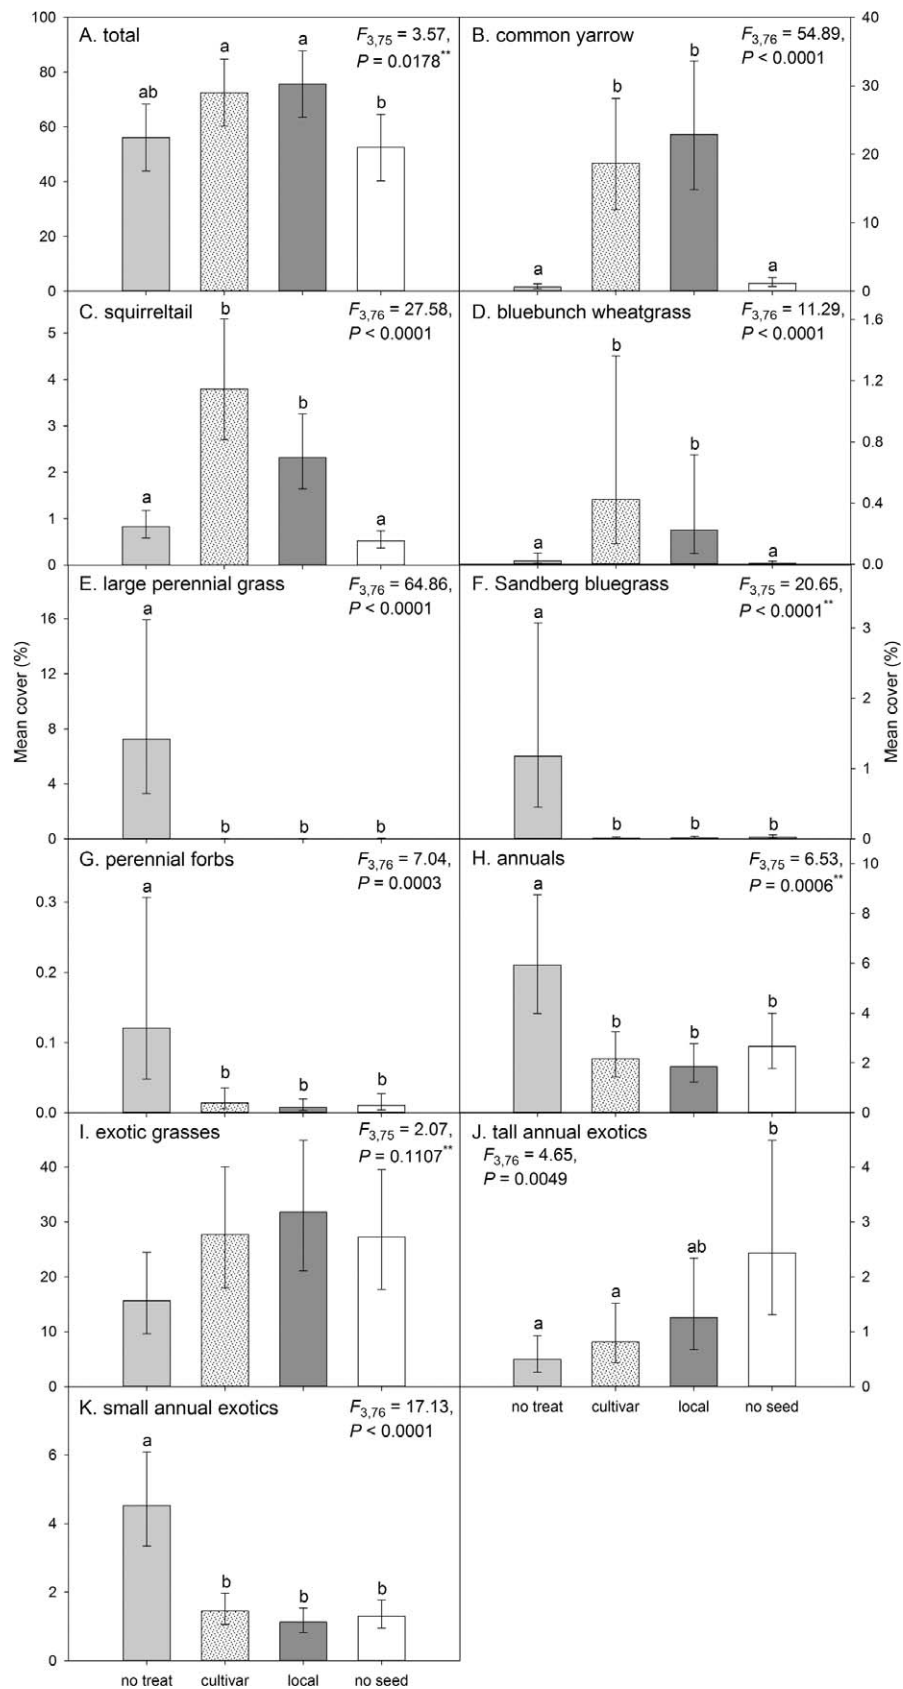 A. total
F3,75 = 3.57,
P = 0.0178**
100
80
60
40
20
0
ab
a
a
b
B. common yarrow
F3,76 = 54.89,
P < 0.0001
40
30
20
10
0
a
b
b
a
C. squirreltail
F3,76 = 27.58,
P < 0.0001
5
4
3
2
1
0
a
b
b
a
D. bluebunch wheatgrass
F3,76 = 11.29,
P < 0.0001
1.6
1.2
0.8
0.4
0.0
a
b
b
a
E. large perennial grass
F3,76 = 64.86,
P < 0.0001
16
12
8
4
0
a
b
b
b
Mean cover (%)
F. Sandberg bluegrass
F3,75 = 20.65,
P < 0.0001**
3
2
1
0
a
b
b
b
Mean cover (%)
G. perennial forbs
F3,76 = 7.04,
P = 0.0003
0.3
0.2
0.1
0.0
a
b
b
b
H. annuals
F3,75 = 6.53,
P = 0.0006**
10
8
6
4
2
0
a
b
b
b
I. exotic grasses
F3,75 = 2.07,
P = 0.1107**
40
30
20
10
0
J. tall annual exotics
F3,76 = 4.65,
P = 0.0049
4
3
2
1
0
a
a
ab
b
no treat cultivar local no seed
K. small annual exotics
F3,76 = 17.13,
P < 0.0001
6
4
2
0
a
b
b
b
no treat cultivar local no seed